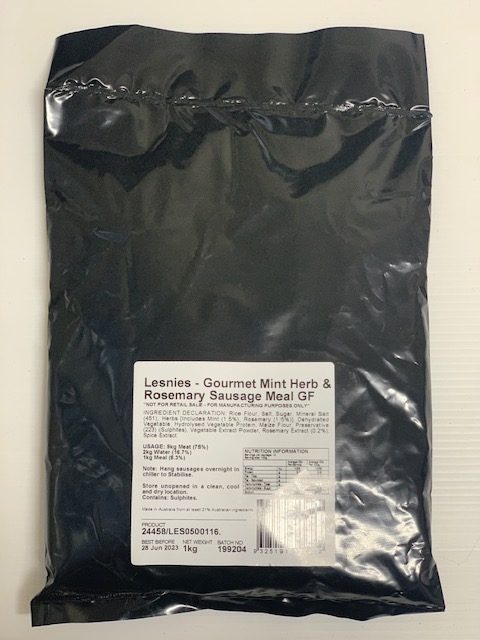 Lesnies - Gourmet Mint Herb &
Rosemary Sausage Meal GF
"NOT FOR RETAIL SALE - FOR MANUFACTURING PURPOSES ONLY"
INGREDIENT DECLARATION: Rice Flour, Salt, Sugar, Mineral Salt
(451), Herbs [Includes Mint (1.5%), Rosemary (1.5%)], Dehydrated
Vegetable, Hydrolysed Vegetable Protein, Maize Flour, Preservative
(223) (Sulphites), Vegetable Extract Powder, Rosemary Extract (0.2%),
Spice Extract.
USAGE: 9kg Meat (75%)
2kg Water (16.7%)
1kg Meal (8.3%)
NUTRITION INFORMATION
Note: Hang sausages overnight in
chiller to Stabilise.
Store unopened in a clean, cool
and dry location.
Contains: Sulphites.
Made in Australia from at least 21% Australian ingredients
PRODUCT
24458/LES0500116.
BEST BEFORE NET WEIGHT BATCH NO
28 Jun 2023 1kg 199204